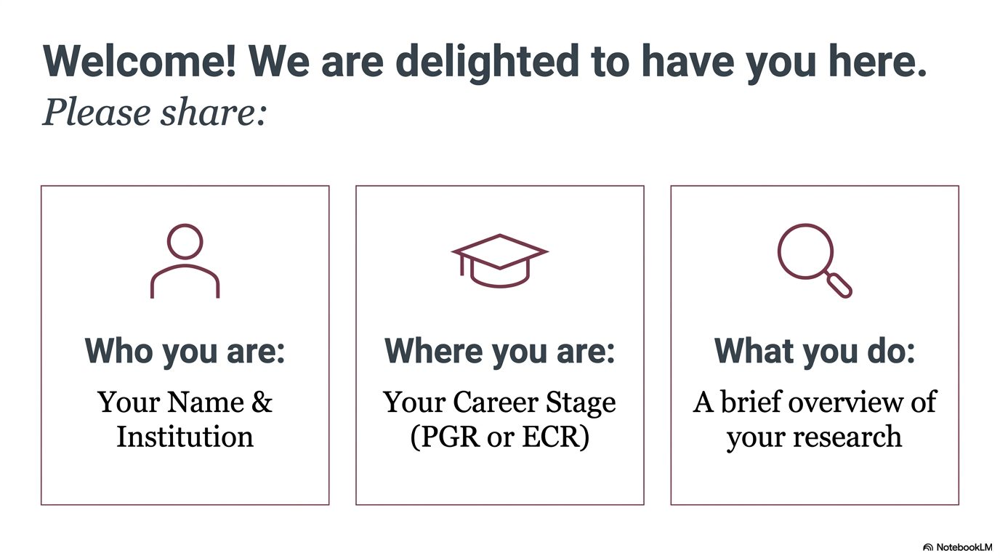 Welcome! We are delighted to have you here.
Please share:
Who you are:
Your Name &
Institution
Where you are:
Your Career Stage
(PGR or ECR)
What you do:
A brief overview of
your research
NotebookLM